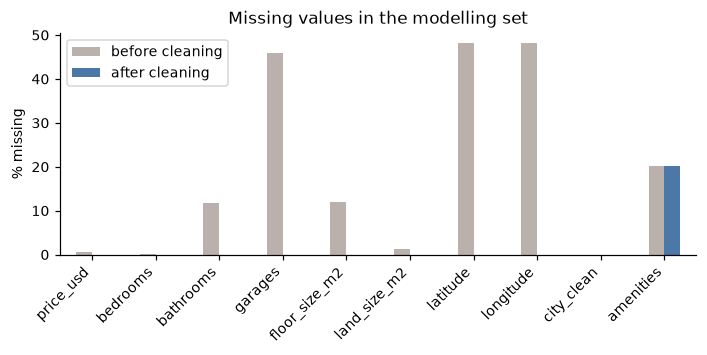 Missing values in the modelling set
before cleaning
after cleaning
% missing
50
40
30
20
10
0
price_usd
bedrooms
bathrooms
garages
floor_size_m2
land_size_m2
latitude
longitude
city_clean
amenities